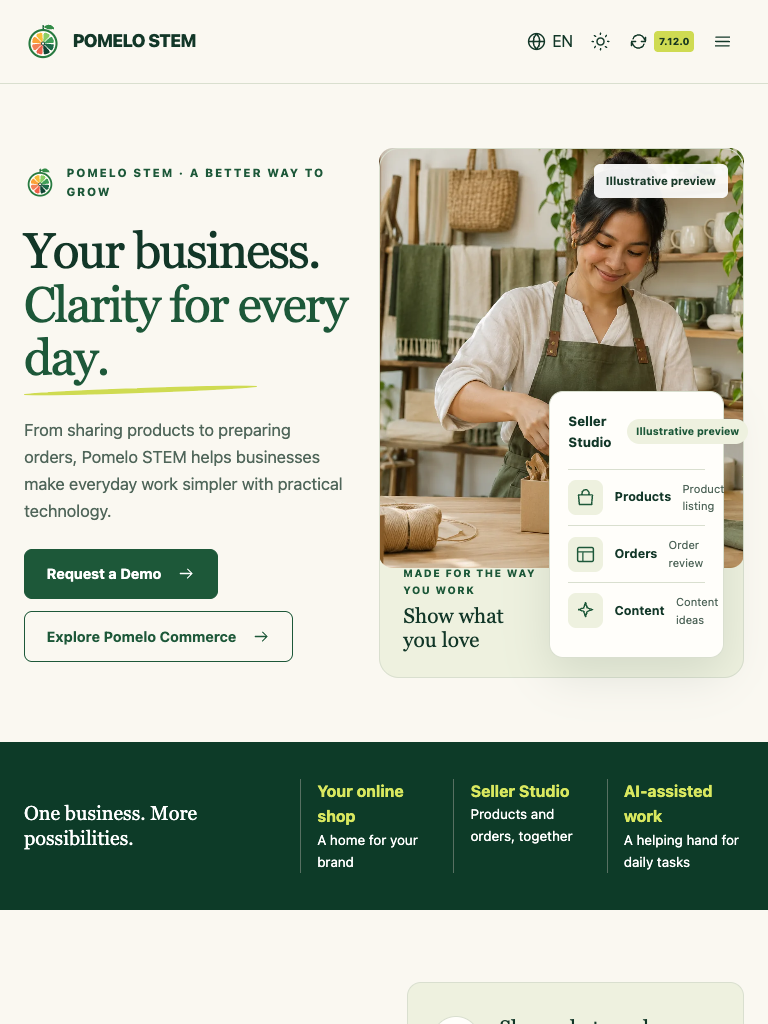 POMELO STEM
EN
7.12.0
POMELO STEM · A BETTER WAY TO
GROW
Your business.
Clarity for every
day.
From sharing products to preparing
orders, Pomelo STEM helps businesses
make everyday work simpler with practical
technology.
Request a Demo
Explore Pomelo Commerce
Illustrative preview
Seller
Studio
Illustrative preview
Products
Product
listing
Orders
Order
review
Content
Content
ideas
MADE FOR THE WAY
YOU WORK
Show what
you love
One business. More
possibilities.
Your online
shop
A home for your
brand
Seller Studio
Products and
orders, together
AI-assisted
work
A helping hand for
daily tasks